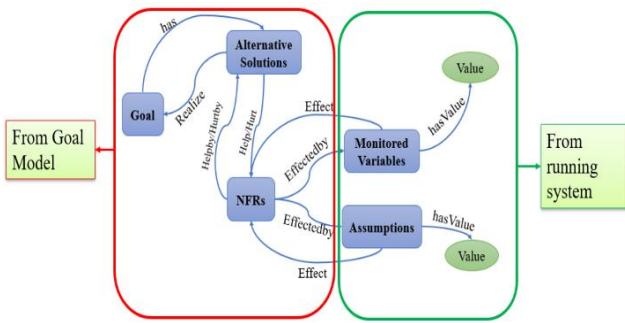 has
Alternative
Solutions
Goal
Realize
Helpby/Hurtby
Help/Hurt
From Goal
Model
NFRs
Effect
Effectedby
Monitored
Variables
hasValue
Value
Effectedby
Assumptions
hasValue
Value
Effect
From
running
system